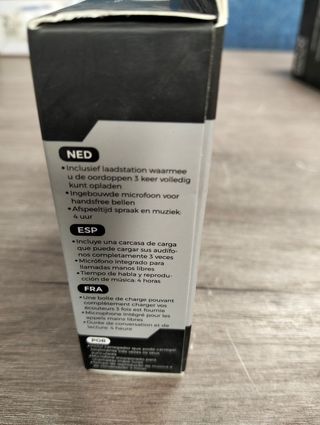 NED
• Inclusief laadstation waarmee
u de oordoppen 3 keer volledig
kunt opladen
• Ingebouwde microfoon voor
handsfree bellen
• Afspeeltijd spraak en muziek:
4 uur
ESP
• Incluye una carcasa de carga
que puede cargar sus audífo-
nos completamente 3 veces
• Micrófono integrado para
llamadas manos libres
• Tiempo de habla y reproduc-
ción de música: 4 horas
FRA
• Une boîte de charge pouvant
complètement charger vos
écouteurs 3 fois est fournie
• Microphone intégré pour les
appels mains libres
• Durée de conversation et de
lecture: 4 heure
POR
carregador que pode carregar